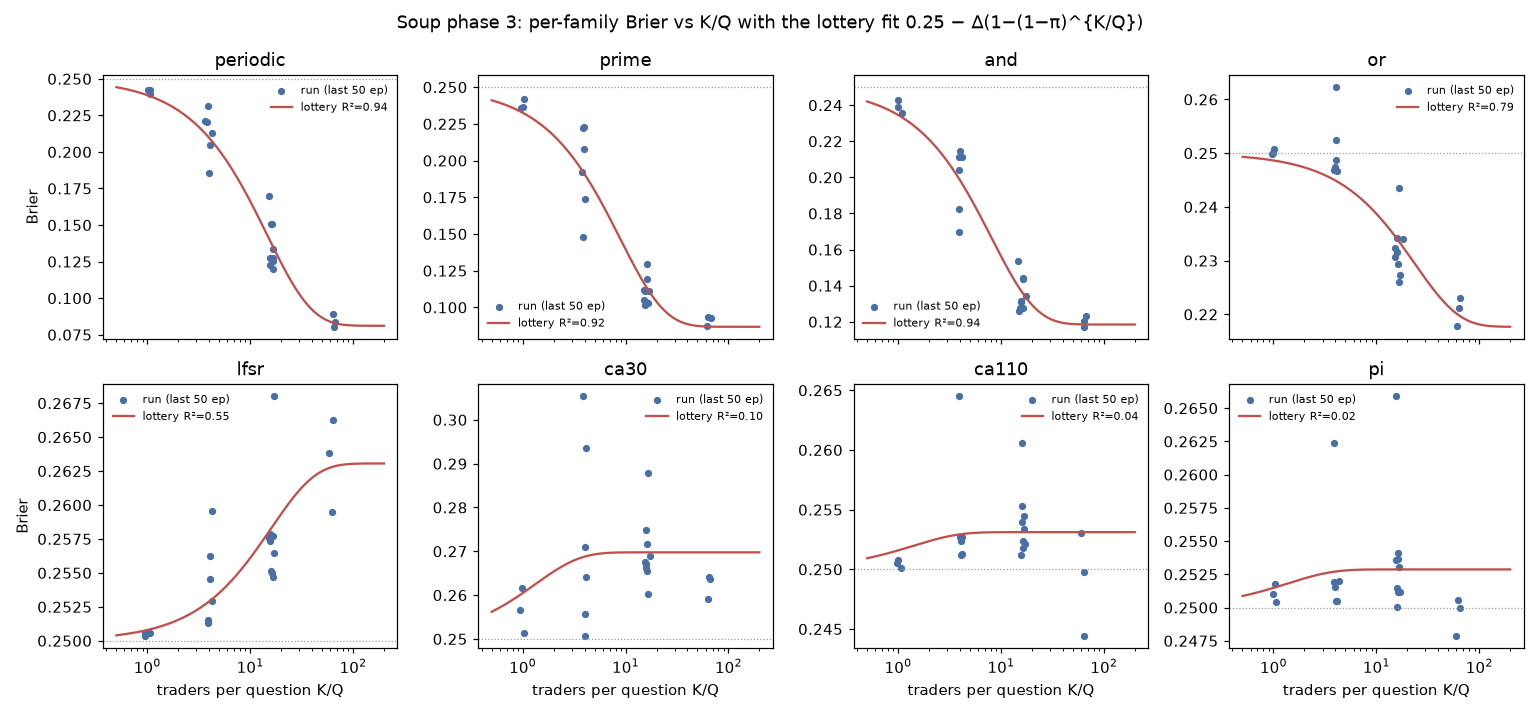 Soup phase 3: per-family Brier vs K/Q with the lottery fit 0.25 − Δ(1−(1−π)^{K/Q})
periodic
prime
and
or
0.250
0.225
0.200
0.175
0.150
0.125
0.100
0.075
Brier
run (last 50 ep)
lottery R²=0.94
0.250
0.225
0.200
0.175
0.150
0.125
0.100
run (last 50 ep)
lottery R²=0.92
0.24
0.22
0.20
0.18
0.16
0.14
0.12
run (last 50 ep)
lottery R²=0.94
0.26
0.25
0.24
0.23
0.22
run (last 50 ep)
lottery R²=0.79
lfsr
ca30
ca110
pi
0.2675
0.2650
0.2625
0.2600
0.2575
0.2550
0.2525
0.2500
Brier
run (last 50 ep)
lottery R²=0.55
10⁰ 10¹ 10²
traders per question K/Q
0.30
0.29
0.28
0.27
0.26
0.25
run (last 50 ep)
lottery R²=0.10
10⁰ 10¹ 10²
traders per question K/Q
0.265
0.260
0.255
0.250
0.245
run (last 50 ep)
lottery R²=0.04
10⁰ 10¹ 10²
traders per question K/Q
0.2650
0.2625
0.2600
0.2575
0.2550
0.2525
0.2500
0.2475
run (last 50 ep)
lottery R²=0.02
10⁰ 10¹ 10²
traders per question K/Q